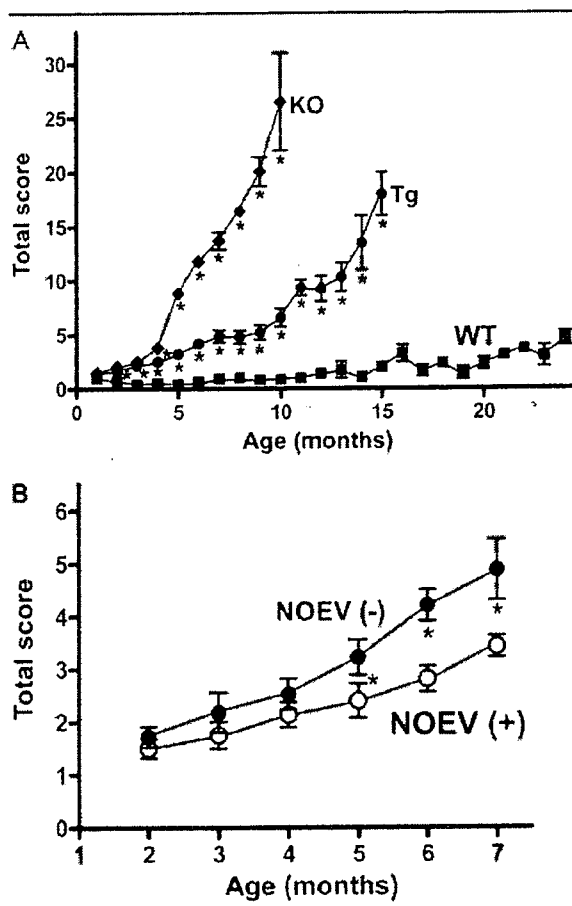 A
Total score
30
25
20
15
10
5
0
KO
Tg
WT
0 5 10 15 20
Age (months)
B
Total score
6
5
4
3
2
1
0
NOEV (-)
NOEV (+)
1 2 3 4 5 6 7
Age (months)